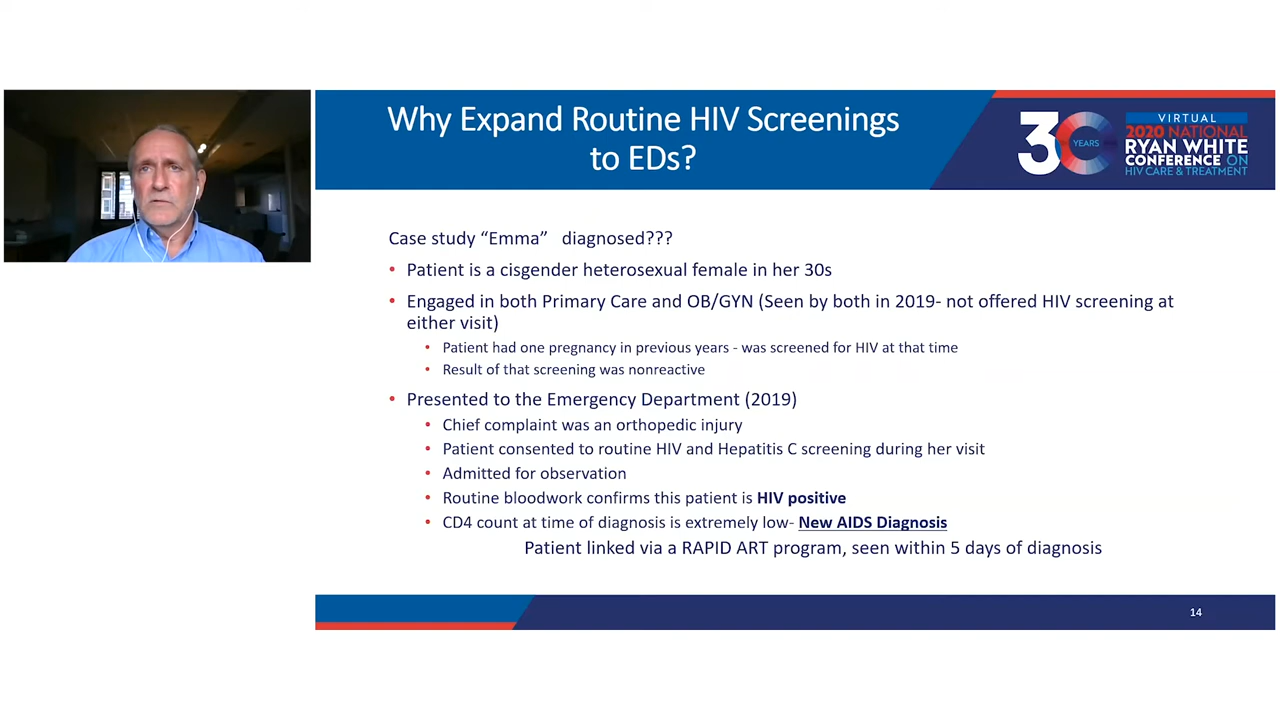 Why Expand Routine HIV Screenings
to EDs?
30
YEARS
VIRTUAL
2020 NATIONAL
RYAN WHITE
CONFERENCE ON
HIV CARE & TREATMENT
Case study “Emma” diagnosed???
• Patient is a cisgender heterosexual female in her 30s
• Engaged in both Primary Care and OB/GYN (Seen by both in 2019- not offered HIV screening at
either visit)
• Patient had one pregnancy in previous years - was screened for HIV at that time
• Result of that screening was nonreactive
• Presented to the Emergency Department (2019)
• Chief complaint was an orthopedic injury
• Patient consented to routine HIV and Hepatitis C screening during her visit
• Admitted for observation
• Routine bloodwork confirms this patient is HIV positive
• CD4 count at time of diagnosis is extremely low- New AIDS Diagnosis
Patient linked via a RAPID ART program, seen within 5 days of diagnosis
14